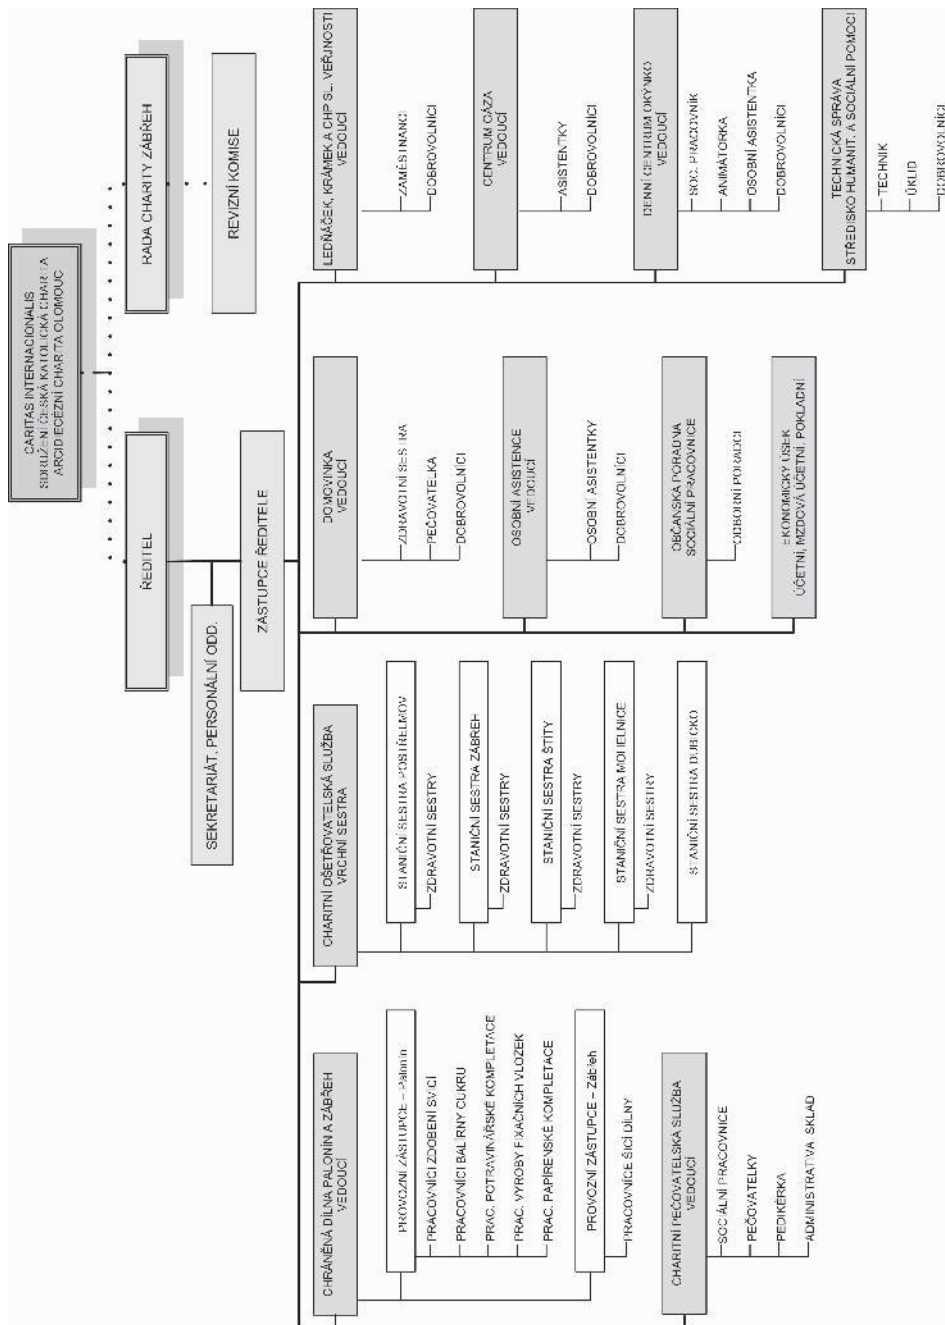 CARITAS INTERNACIONALIS
SDRUŽENÍ ČESKÁ KATOLICKÁ CHARITA
ARCIDIECÉZNÍ CHARITA OLOMOUC
ŘEDITEL
RADA CHARITY ZÁBŘEH
SEKRETARIÁT, PERSONÁLNÍ ODD.
REVIZNÍ KOMISE
ZÁSTUPCE ŘEDITELE
CHRÁNĚNÁ DÍLNA PALONÍN A ZÁBŘEH
VEDOUCÍ
PROVOZNÍ ZÁSTUPCE – Palonín
PRACOVNÍCI ZDOBENÍ SVÍCÍ
PRACOVNÍCI BALÍRNY CUKRU
PRAC. POTRAVINÁŘSKÉ KOMPLETACE
PRAC. VÝROBY FIXAČNÍCH VLOŽEK
PRAC. PAPÍRENSKÉ KOMPLETACE
PROVOZNÍ ZÁSTUPCE – Zábřeh
PRACOVNICE ŠICÍ DÍLNY
CHARITNÍ PEČOVATELSKÁ SLUŽBA
VEDOUCÍ
SOCIÁLNÍ PRACOVNICE
PEČOVATELKY
PEDIKÉRKA
ADMINISTRATIVA SKLAD
CHARITNÍ OŠETŘOVATELSKÁ SLUŽBA
VRCHNÍ SESTRA
STANIČNÍ SESTRA POSTŘELMOV
ZDRAVOTNÍ SESTRY
STANIČNÍ SESTRA ZÁBŘEH
ZDRAVOTNÍ SESTRY
STANIČNÍ SESTRA ŠTÍTY
ZDRAVOTNÍ SESTRY
STANIČNÍ SESTRA MOHELNICE
ZDRAVOTNÍ SESTRY
STANIČNÍ SESTRA DUBICKO
DOMOVINKA
VEDOUCÍ
ZDRAVOTNÍ SESTRA
PEČOVATELKA
DOBROVOLNÍCI
OSOBNÍ ASISTENCE
VEDOUCÍ
OSOBNÍ ASISTENTKY
DOBROVOLNÍCI
OBČANSKÁ PORADNA
SOCIÁLNÍ PRACOVNICE
ODBORNÍ PORADCI
EKONOMICKÝ ÚSEK
ÚČETNÍ, MZDOVÁ ÚČETNÍ, POKLADNÍ
LEDŇÁČEK, KRÁMEK A CHP SL. VEŘEJNOSTI
VEDOUCÍ
ZAMĚSTNANCI
DOBROVOLNÍCI
CENTRUM OÁZA
VEDOUCÍ
ASISTENTKY
DOBROVOLNÍCI
DENNÍ CENTRUM OKÝNKO
VEDOUCÍ
SOC. PRACOVNÍK
ANIMÁTORKA
OSOBNÍ ASISTENTKA
DOBROVOLNÍCI
TECHNICKÁ SPRÁVA
STŘEDISKO HUMANIT. A SOCIÁLNÍ POMOCI
TECHNIK
ÚKLID
DOBROVOLNÍCI